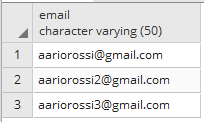 email
character varying (50)
1 aariorossi@gmail.com
2 aariorossi2@gmail.com
3 aariorossi3@gmail.com